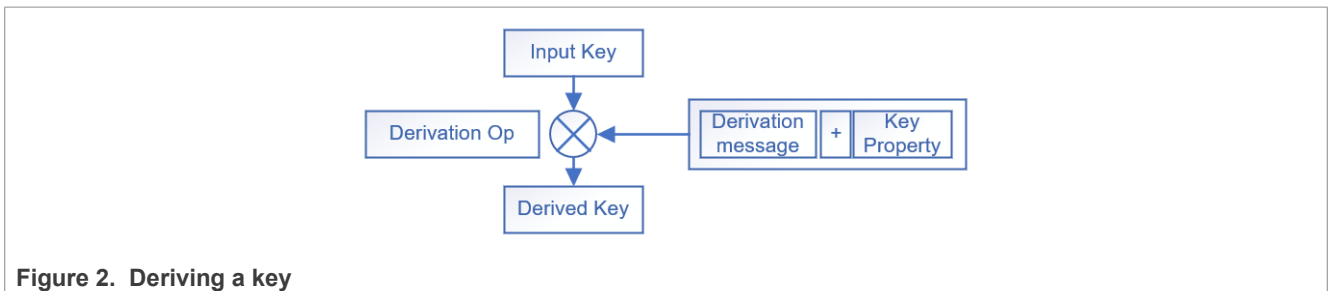 Input Key
Derivation Op
Derivation
message
+
Key
Property
Derived Key
Figure 2. Deriving a key